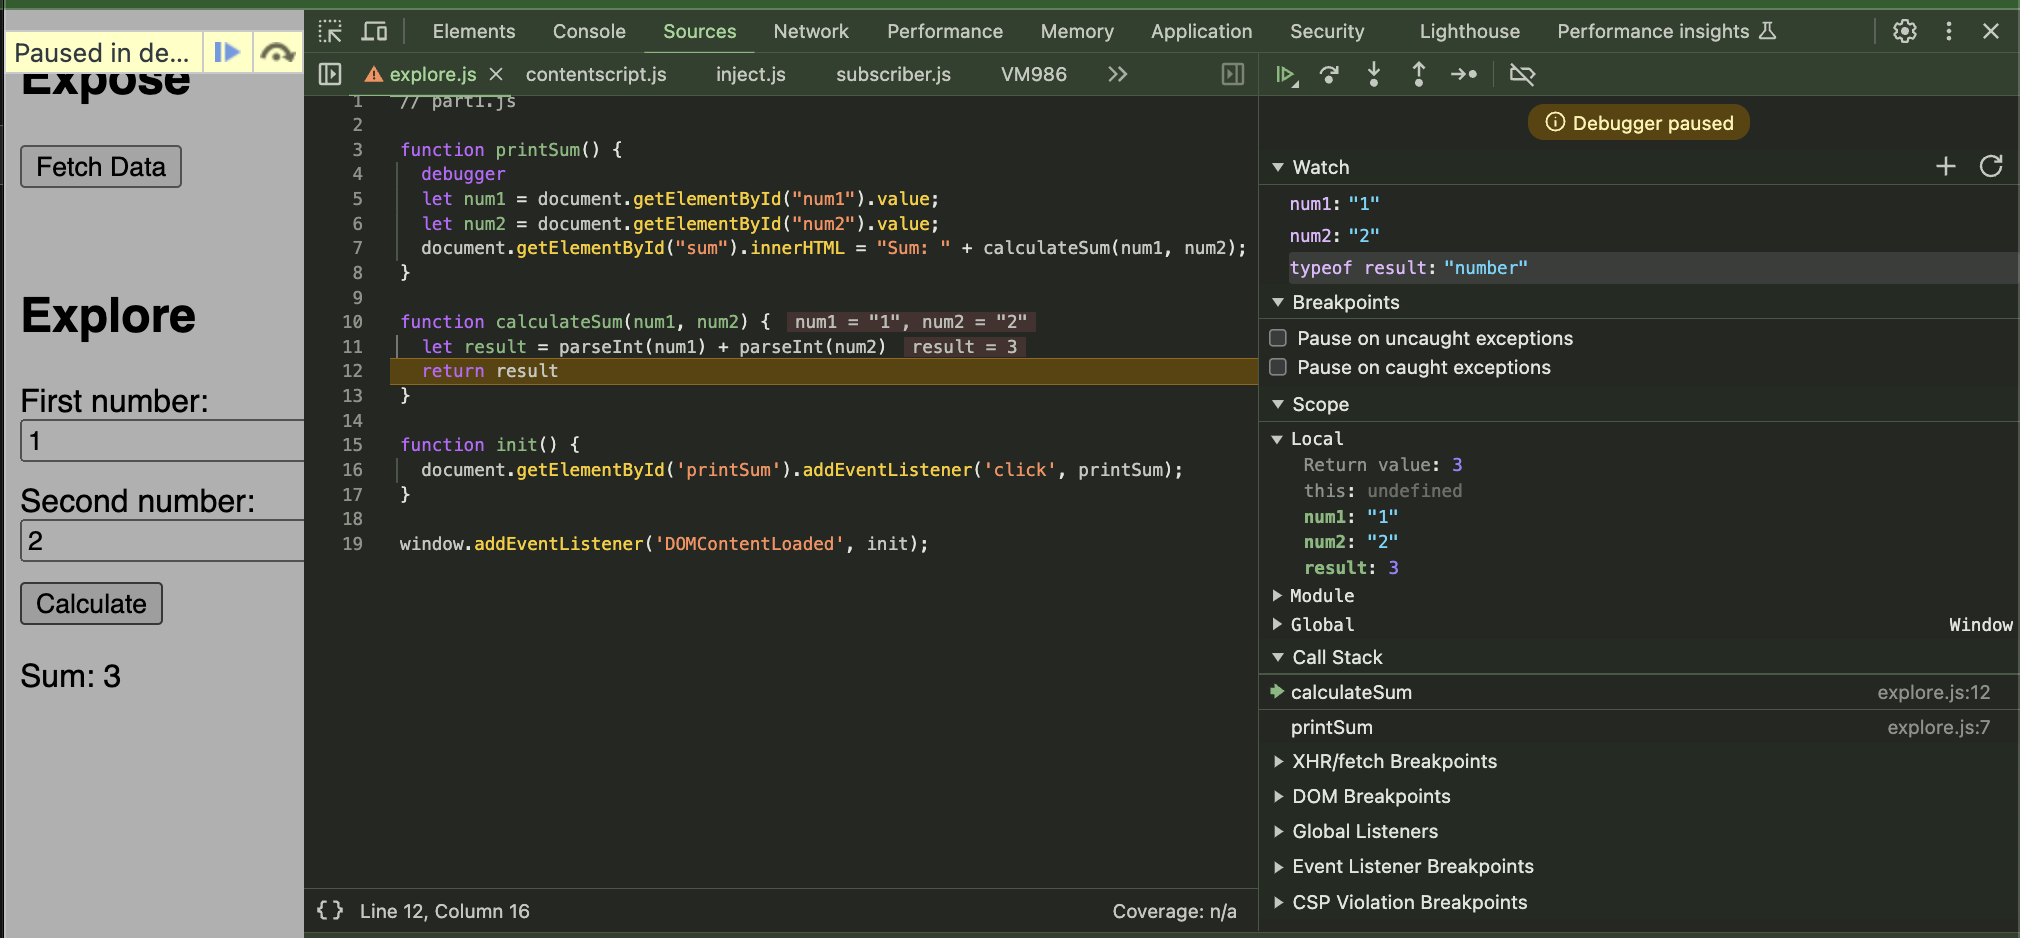 Paused in de...
Expose
Fetch Data
Explore
First number:
1
Second number:
2
Calculate
Sum: 3
Elements Console Sources Network Performance Memory Application Security Lighthouse Performance insights
explore.js contentscript.js inject.js subscriber.js VM986
1 // part1.js
2
3 function printSum() {
4 debugger
5 let num1 = document.getElementById("num1").value;
6 let num2 = document.getElementById("num2").value;
7 document.getElementById("sum").innerHTML = "Sum: " + calculateSum(num1, num2);
8 }
9
10 function calculateSum(num1, num2) { num1 = "1", num2 = "2"
11 let result = parseInt(num1) + parseInt(num2) result = 3
12 return result
13 }
14
15 function init() {
16 document.getElementById('printSum').addEventListener('click', printSum);
17 }
18
19 window.addEventListener('DOMContentLoaded', init);
{} Line 12, Column 16 Coverage: n/a
Debugger paused
Watch
num1: "1"
num2: "2"
typeof result: "number"
Breakpoints
Pause on uncaught exceptions
Pause on caught exceptions
Scope
Local
Return value: 3
this: undefined
num1: "1"
num2: "2"
result: 3
Module
Global Window
Call Stack
calculateSum explore.js:12
printSum explore.js:7
XHR/fetch Breakpoints
DOM Breakpoints
Global Listeners
Event Listener Breakpoints
CSP Violation Breakpoints